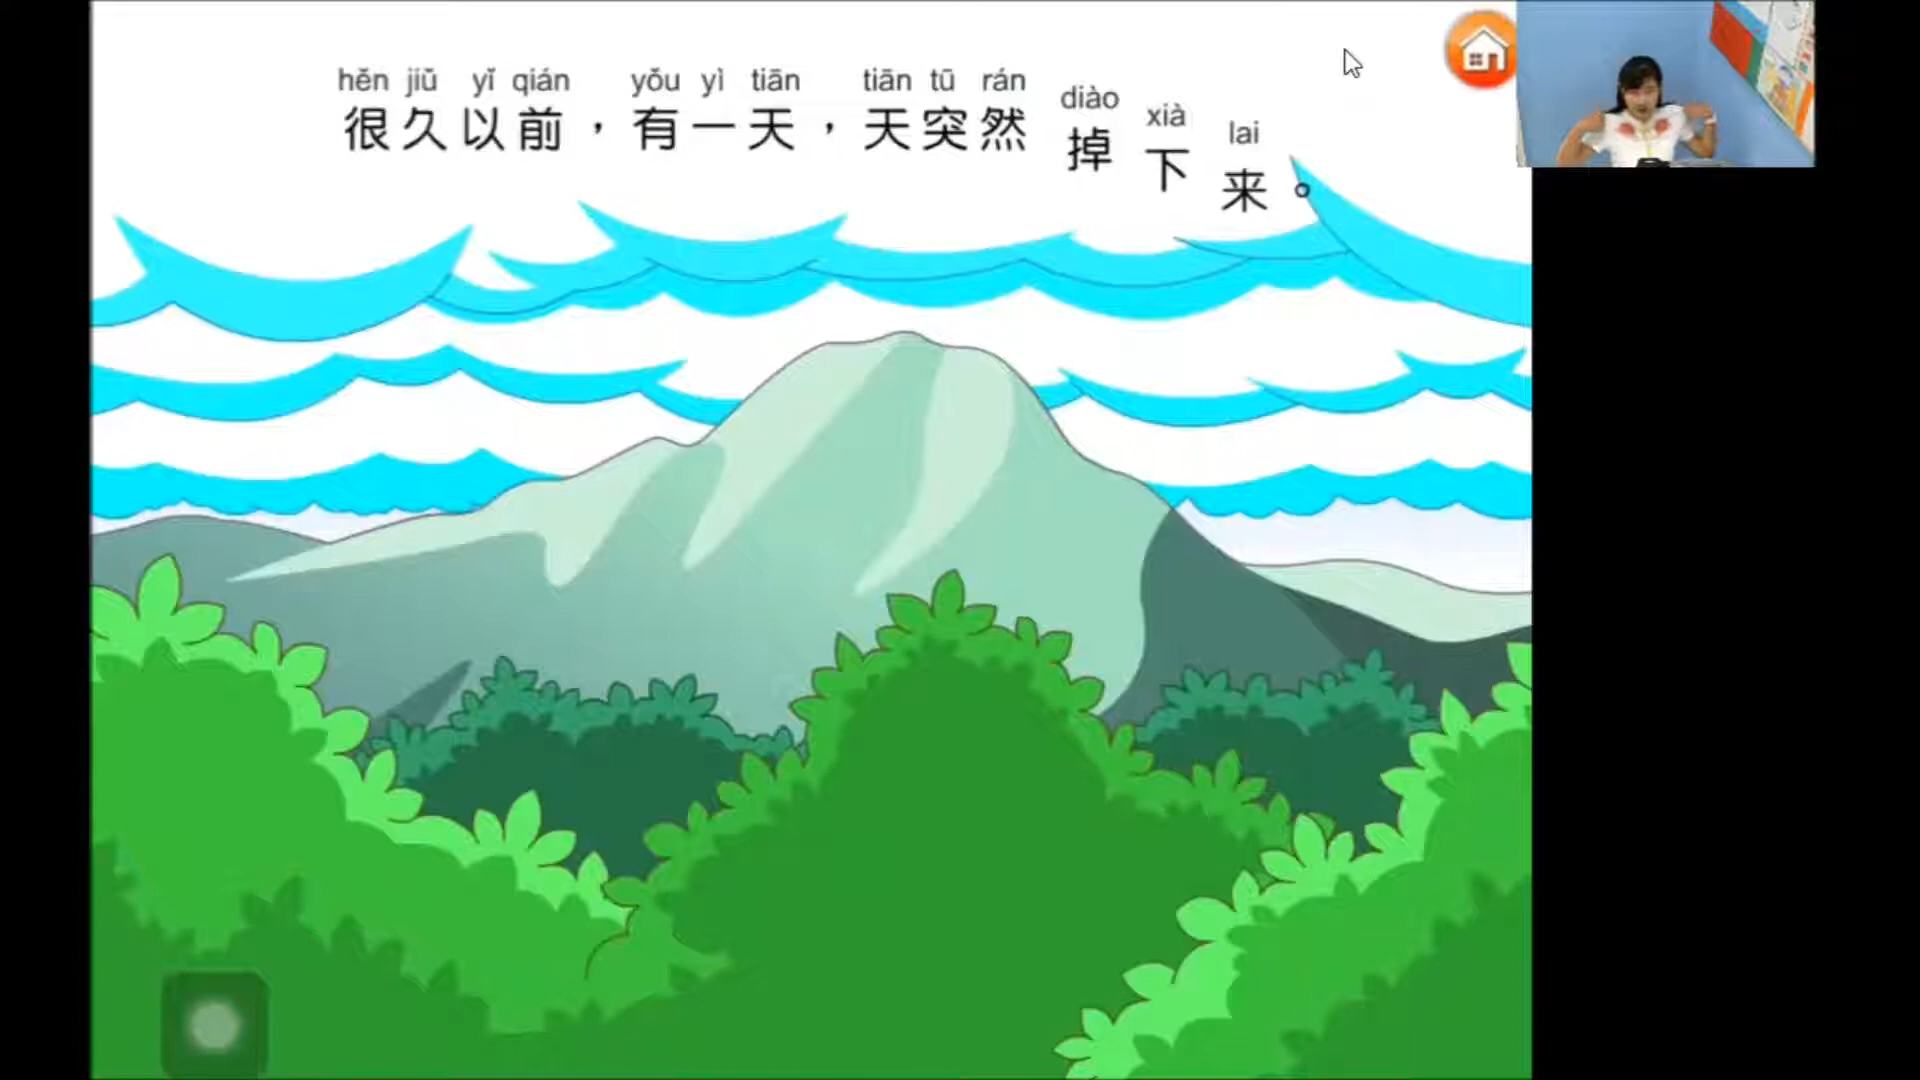 hěn jiǔ yǐ qián yǒu yì tiān tiān tū rán diào xià lai
很久以前，有一天，天突然掉下来。